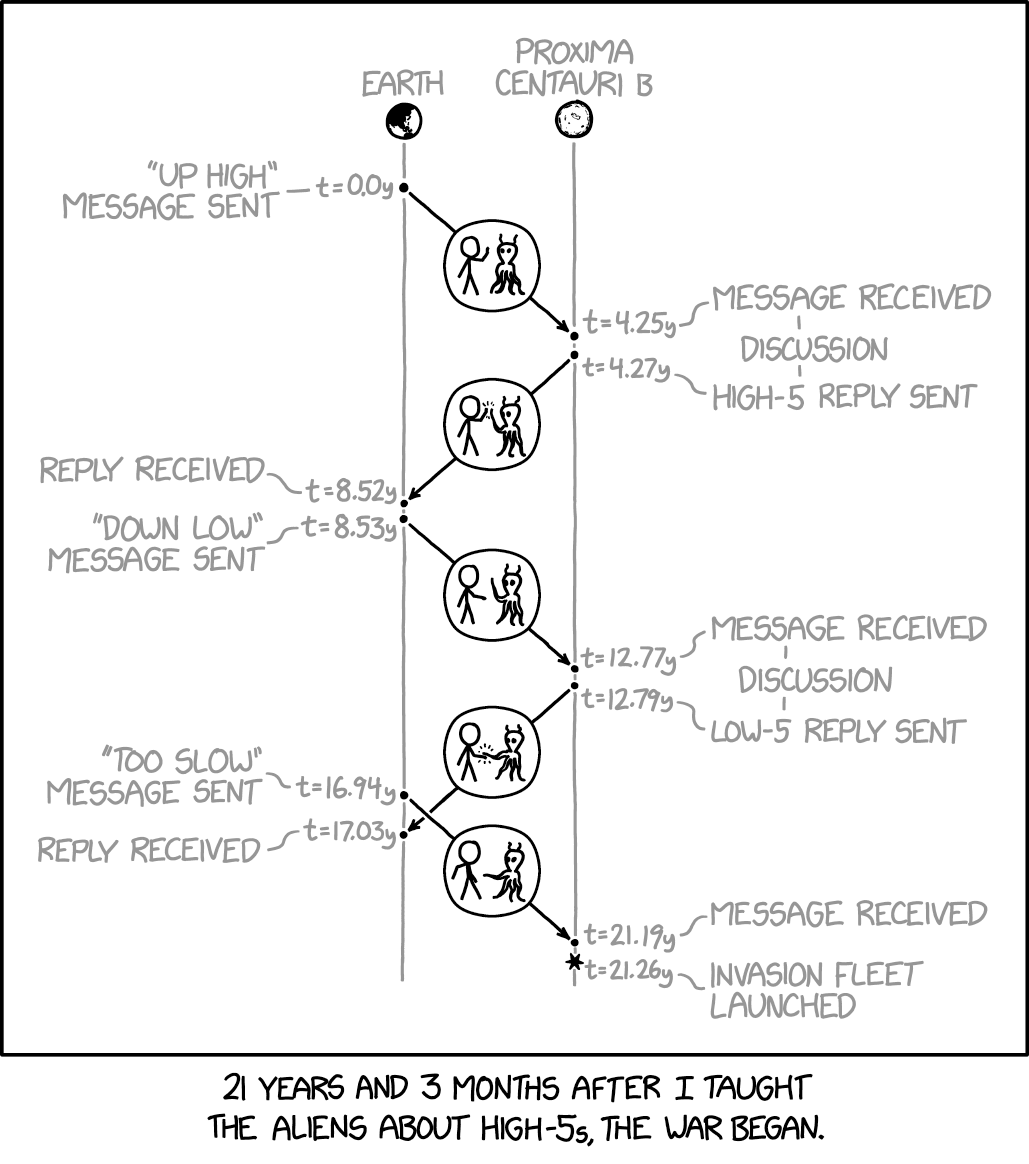 EARTH
PROXIMA
CENTAURI B
"UP HIGH"
MESSAGE SENT
t=0.0y
t=4.25y
MESSAGE RECEIVED
DISCUSSION
t=4.27y
HIGH-5 REPLY SENT
REPLY RECEIVED
t=8.52y
"DOWN LOW"
MESSAGE SENT
t=8.53y
t=12.77y
MESSAGE RECEIVED
DISCUSSION
t=12.79y
LOW-5 REPLY SENT
"TOO SLOW"
MESSAGE SENT
t=16.94y
REPLY RECEIVED
t=17.03y
t=21.19y
MESSAGE RECEIVED
t=21.26y
INVASION FLEET
LAUNCHED
21 YEARS AND 3 MONTHS AFTER I TAUGHT
THE ALIENS ABOUT HIGH-5s, THE WAR BEGAN.